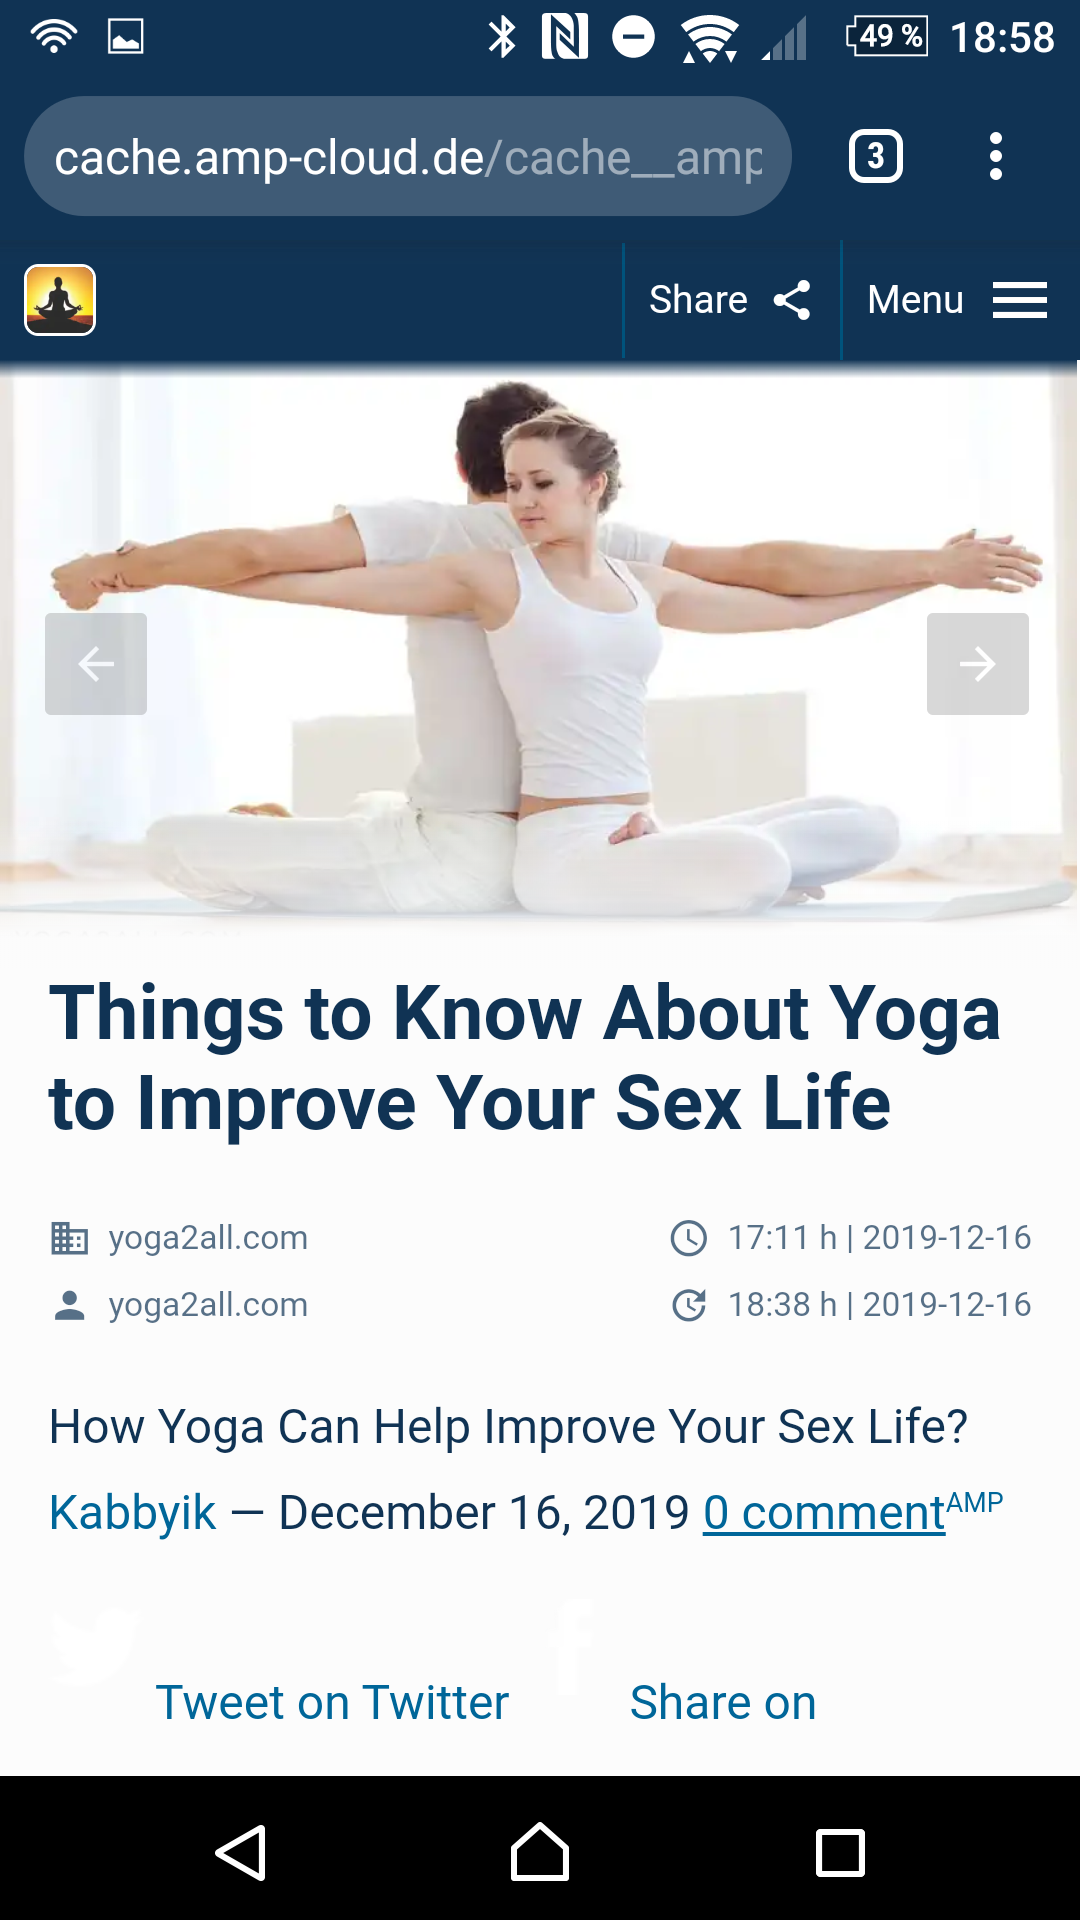 49 % 18:58
cache.amp-cloud.de/cache__amp
3
Share Menu
Things to Know About Yoga
to Improve Your Sex Life
yoga2all.com 17:11 h | 2019-12-16
yoga2all.com 18:38 h | 2019-12-16
How Yoga Can Help Improve Your Sex Life?
Kabbyik — December 16, 2019 0 comment AMP
Tweet on Twitter Share on